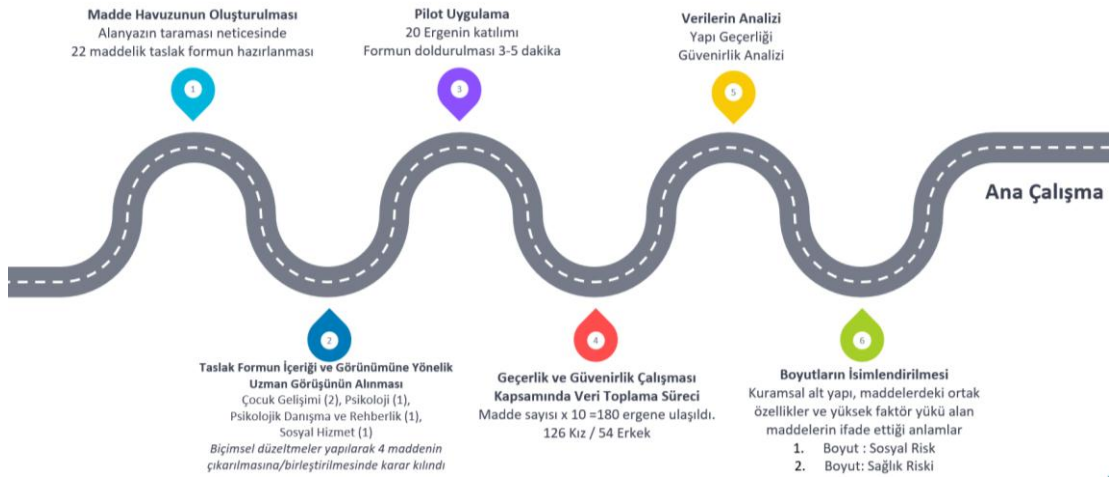 Madde Havuzunun Oluşturulması
Alanyazın taraması neticesinde
22 maddelik taslak formun hazırlanması
1
Taslak Formun İçeriği ve Görünümüne Yönelik
Uzman Görüşünün Alınması
Çocuk Gelişimi (2), Psikoloji (1),
Psikolojik Danışma ve Rehberlik (1),
Sosyal Hizmet (1)
Biçimsel düzeltmeler yapılarak 4 maddenin
çıkarılmasına/birleştirilmesinde karar kılındı
2
Pilot Uygulama
20 Ergenin katılımı
Formun doldurulması 3-5 dakika
3
Geçerlik ve Güvenirlik Çalışması
Kapsamında Veri Toplama Süreci
Madde sayısı x 10 =180 ergene ulaşıldı.
126 Kız / 54 Erkek
4
Verilerin Analizi
Yapı Geçerliği
Güvenirlik Analizi
5
Boyutların İsimlendirilmesi
Kuramsal alt yapı, maddelerdeki ortak
özellikler ve yüksek faktör yükü alan
maddelerin ifade ettiği anlamlar
1. Boyut : Sosyal Risk
2. Boyut: Sağlık Riski
6
Ana Çalışma